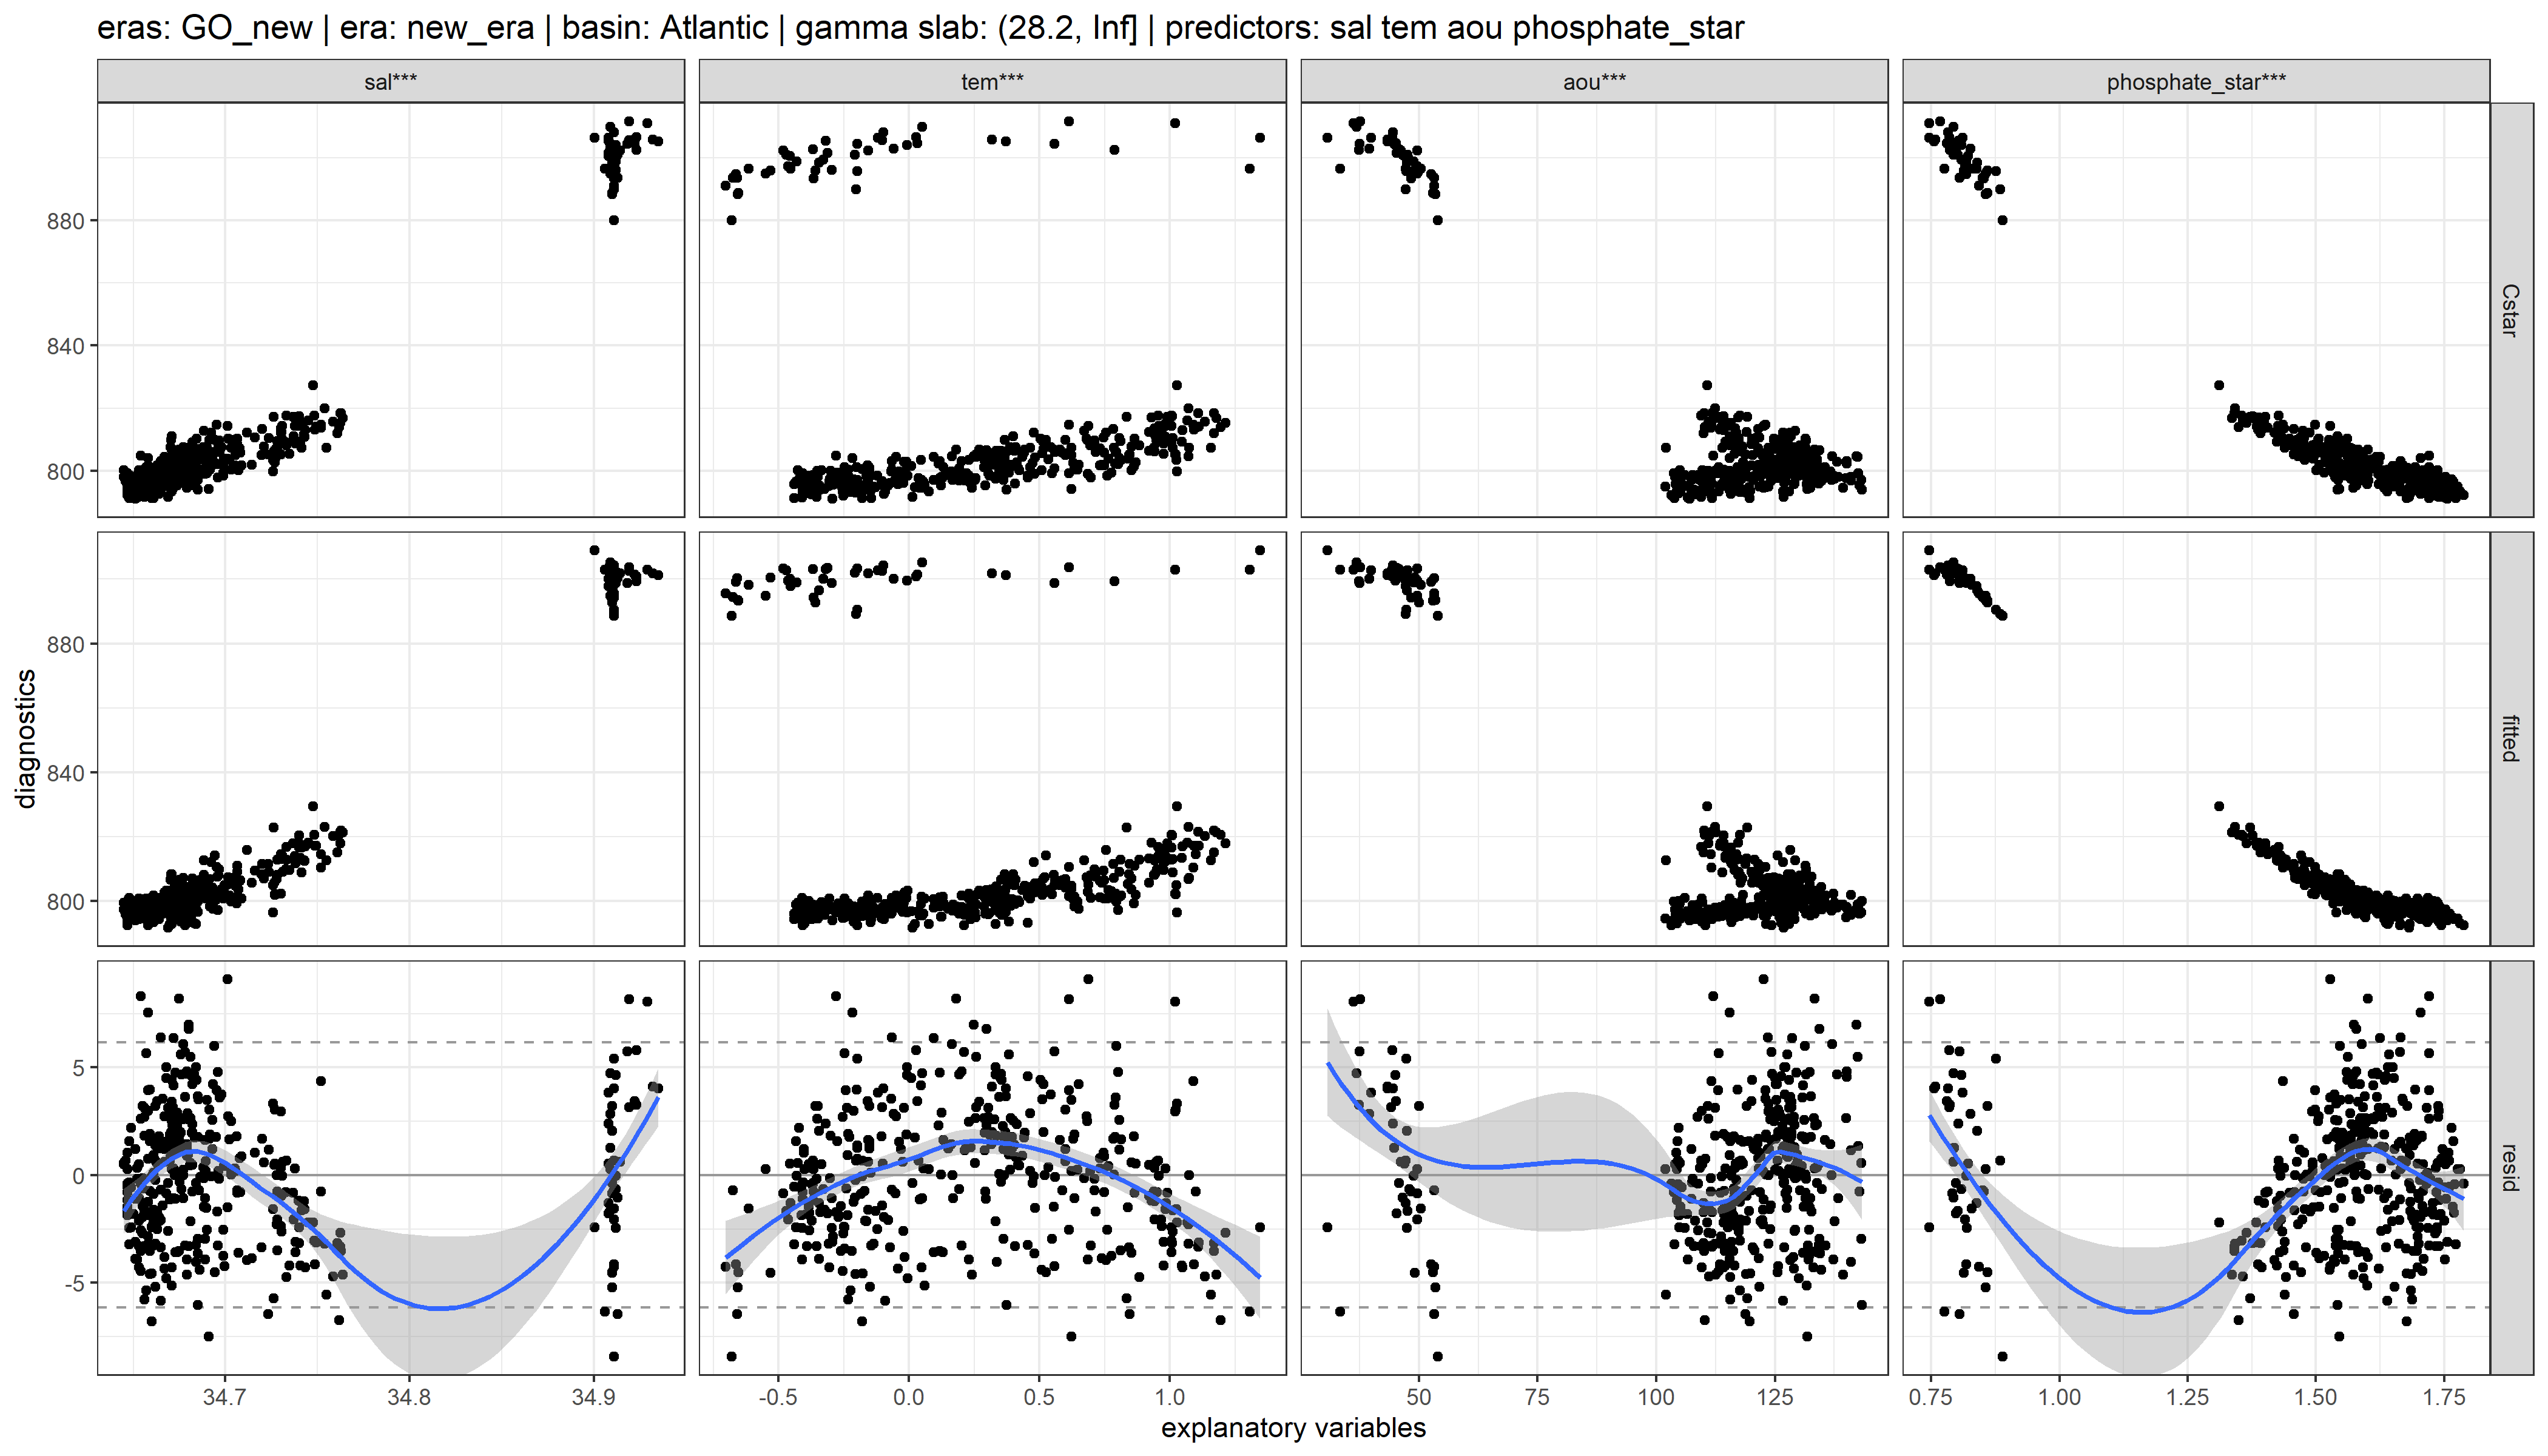 eras: GO_new | era: new_era | basin: Atlantic | gamma slab: (28.2, Inf] | predictors: sal tem aou phosphate_star
sal***
tem***
aou***
phosphate_star***
880
840
800
Cstar
880
840
800
fitted
5
0
-5
resid
diagnostics
34.7
34.8
34.9
-0.5
0.0
0.5
1.0
50
75
100
125
0.75
1.00
1.25
1.50
1.75
explanatory variables